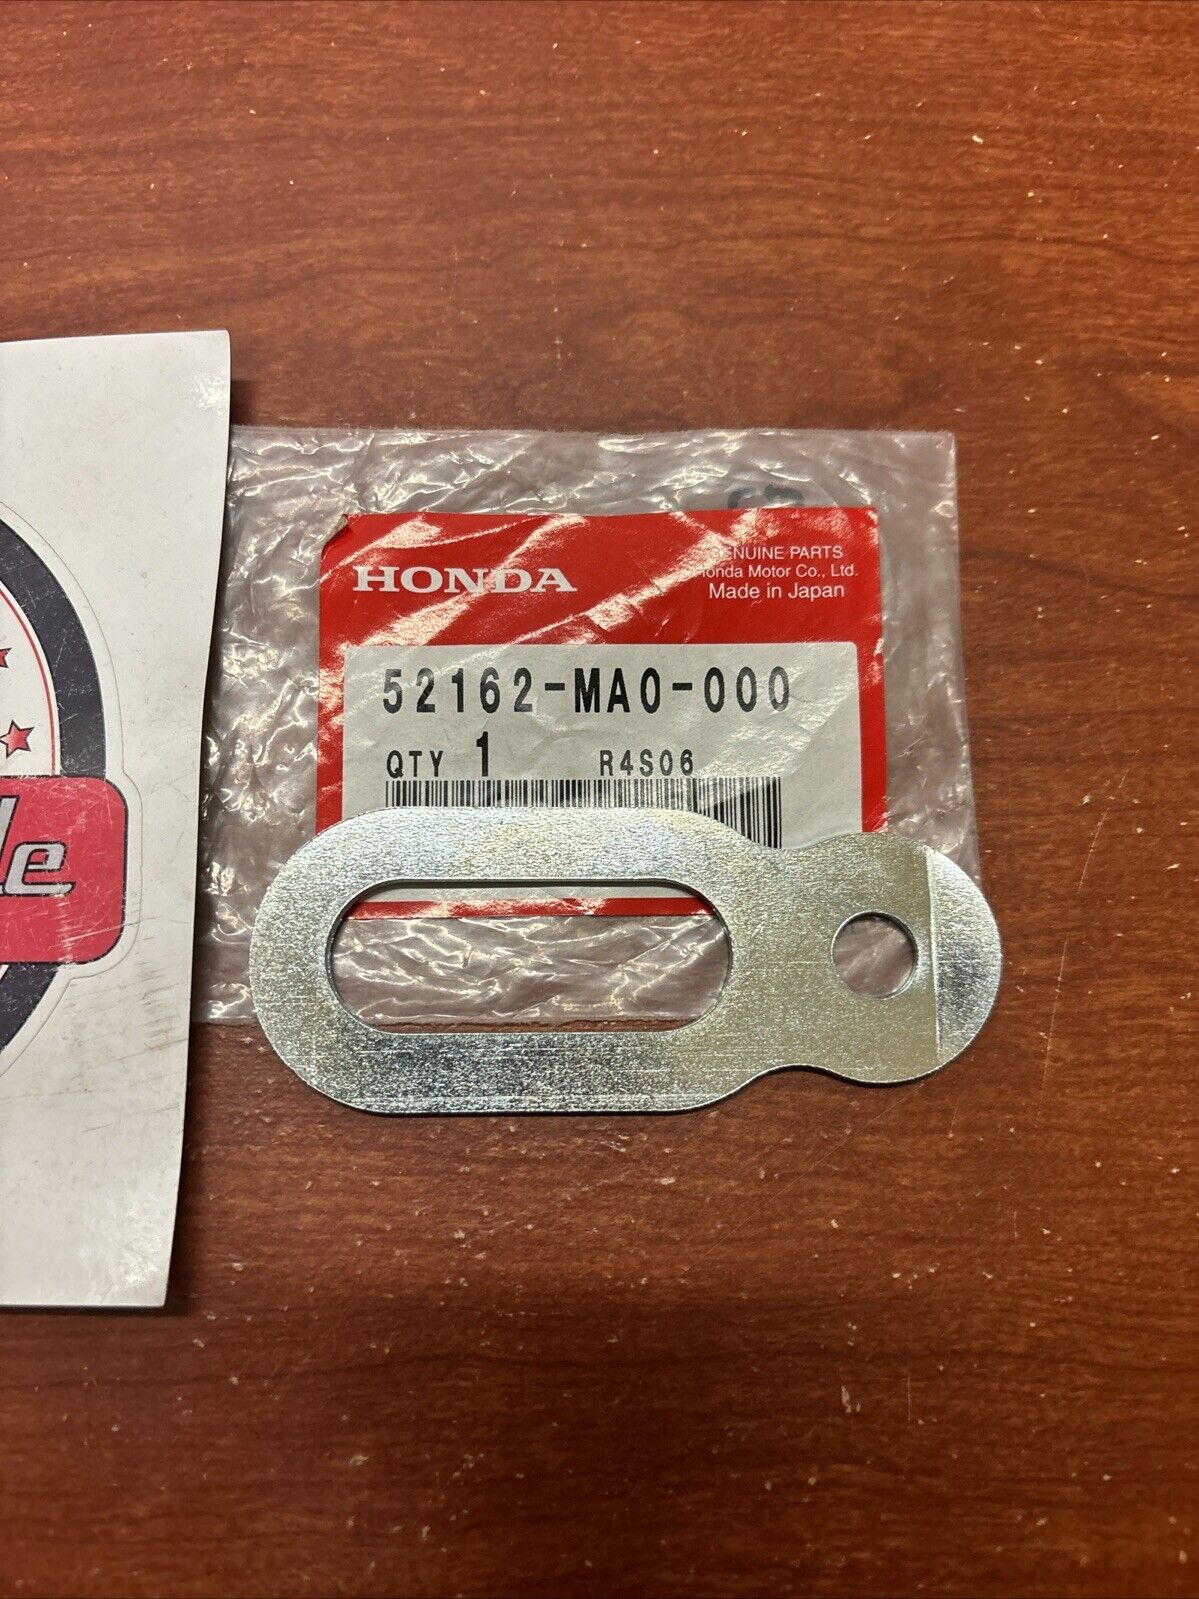 HONDA
GENUINE PARTS
Honda Motor Co., Ltd.
Made in Japan
52162-MA0-000
QTY 1 R4S06